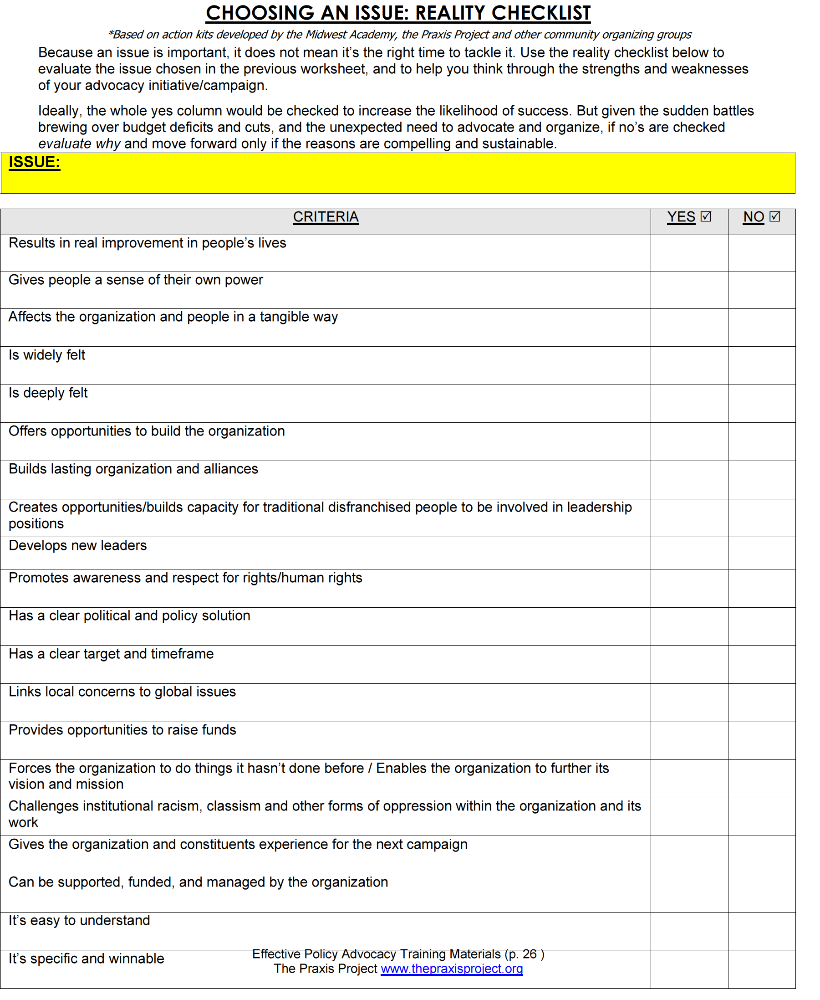 CHOOSING AN ISSUE: REALITY CHECKLIST
*Based on action kits developed by the Midwest Academy, the Praxis Project and other community organizing groups
Because an issue is important, it does not mean it’s the right time to tackle it. Use the reality checklist below to
evaluate the issue chosen in the previous worksheet, and to help you think through the strengths and weaknesses
of your advocacy initiative/campaign.
Ideally, the whole yes column would be checked to increase the likelihood of success. But given the sudden battles
brewing over budget deficits and cuts, and the unexpected need to advocate and organize, if no’s are checked
evaluate why and move forward only if the reasons are compelling and sustainable.
ISSUE:
CRITERIA YES ☑ NO ☑
Results in real improvement in people’s lives
Gives people a sense of their own power
Affects the organization and people in a tangible way
Is widely felt
Is deeply felt
Offers opportunities to build the organization
Builds lasting organization and alliances
Creates opportunities/builds capacity for traditional disfranchised people to be involved in leadership
positions
Develops new leaders
Promotes awareness and respect for rights/human rights
Has a clear political and policy solution
Has a clear target and timeframe
Links local concerns to global issues
Provides opportunities to raise funds
Forces the organization to do things it hasn’t done before / Enables the organization to further its
vision and mission
Challenges institutional racism, classism and other forms of oppression within the organization and its
work
Gives the organization and constituents experience for the next campaign
Can be supported, funded, and managed by the organization
It’s easy to understand
It’s specific and winnable
Effective Policy Advocacy Training Materials (p. 26 )
The Praxis Project www.thepraxisproject.org